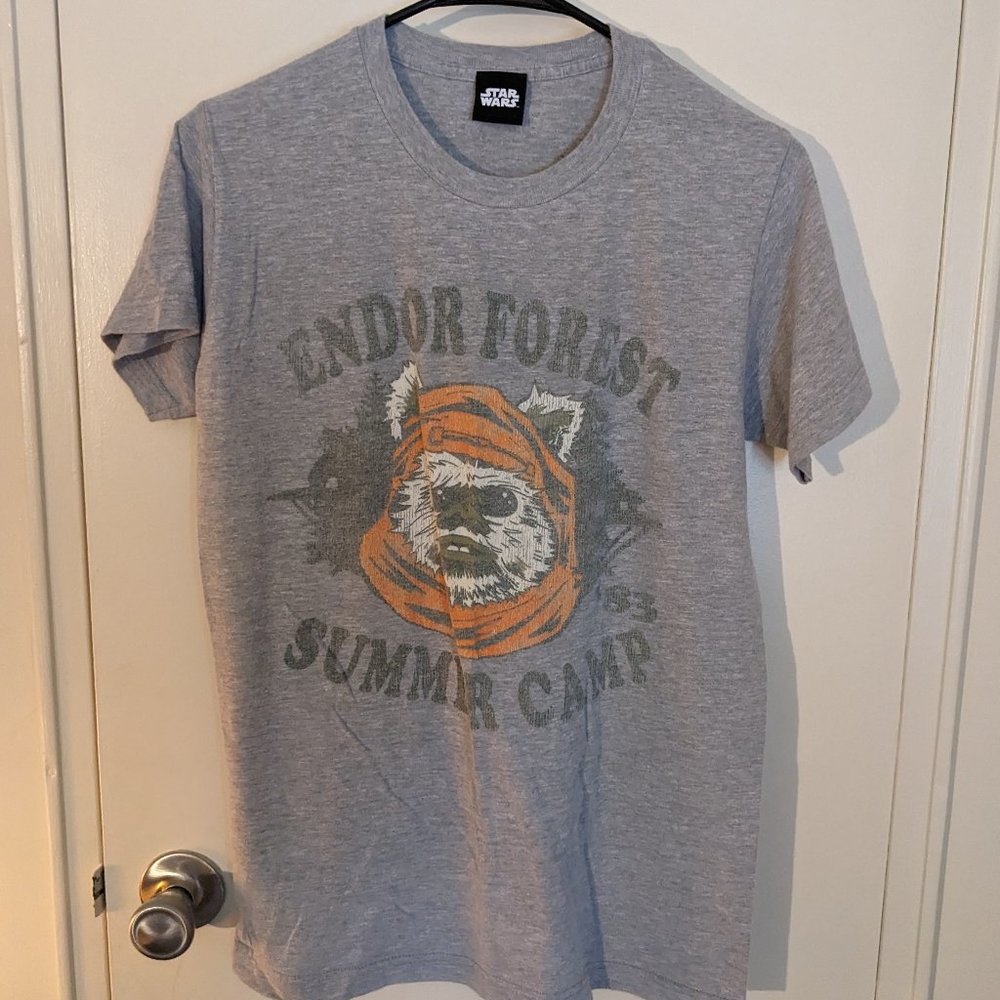 STAR
WARS
ENDOR FOREST
'83
SUMMER CAMP